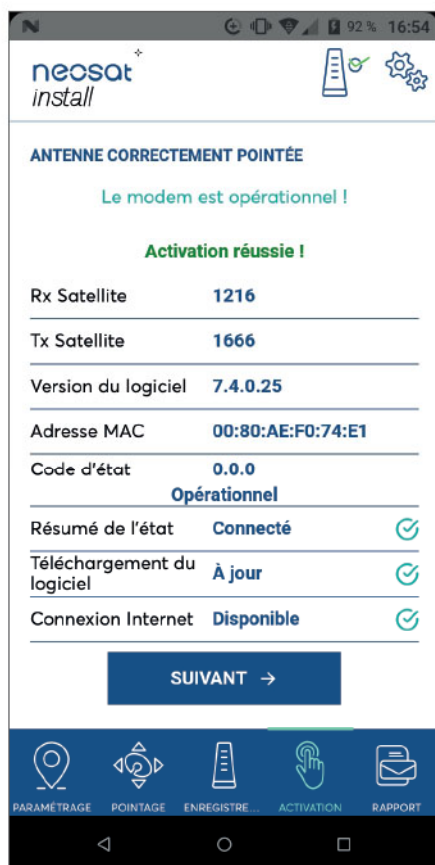 92 % 16:54
neosat
install
ANTENNE CORRECTEMENT POINTÉE
Le modem est opérationnel !
Activation réussie !
Rx Satellite 1216
Tx Satellite 1666
Version du logiciel 7.4.0.25
Adresse MAC 00:80:AE:F0:74:E1
Code d'état 0.0.0
Opérationnel
Résumé de l'état Connecté
Téléchargement du
logiciel À jour
Connexion Internet Disponible
SUIVANT →
PARAMÉTRAGE POINTAGE ENREGISTRE... ACTIVATION RAPPORT